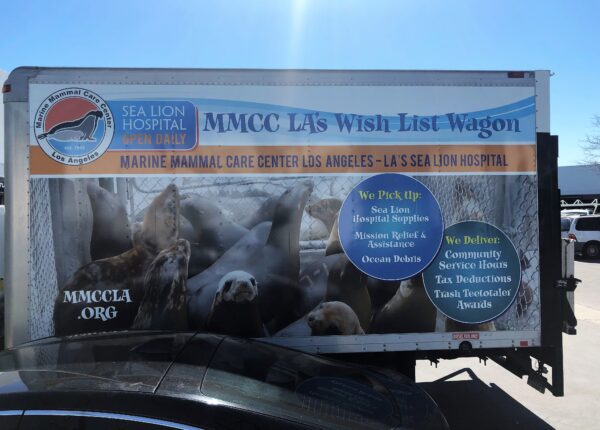 Marine Mammal Care Center
Los Angeles
SEA LION
HOSPITAL
OPEN DAILY
MMCC LA's Wish List Wagon
MARINE MAMMAL CARE CENTER LOS ANGELES - LA'S SEA LION HOSPITAL
We Pick Up:
Sea Lion
Hospital Supplies
Mission Relief &
Assistance
Ocean Debris
We Deliver:
Community
Service Hours
Tax Deductions
Trash Teetotaler
Awards
MMCCLA
.ORG